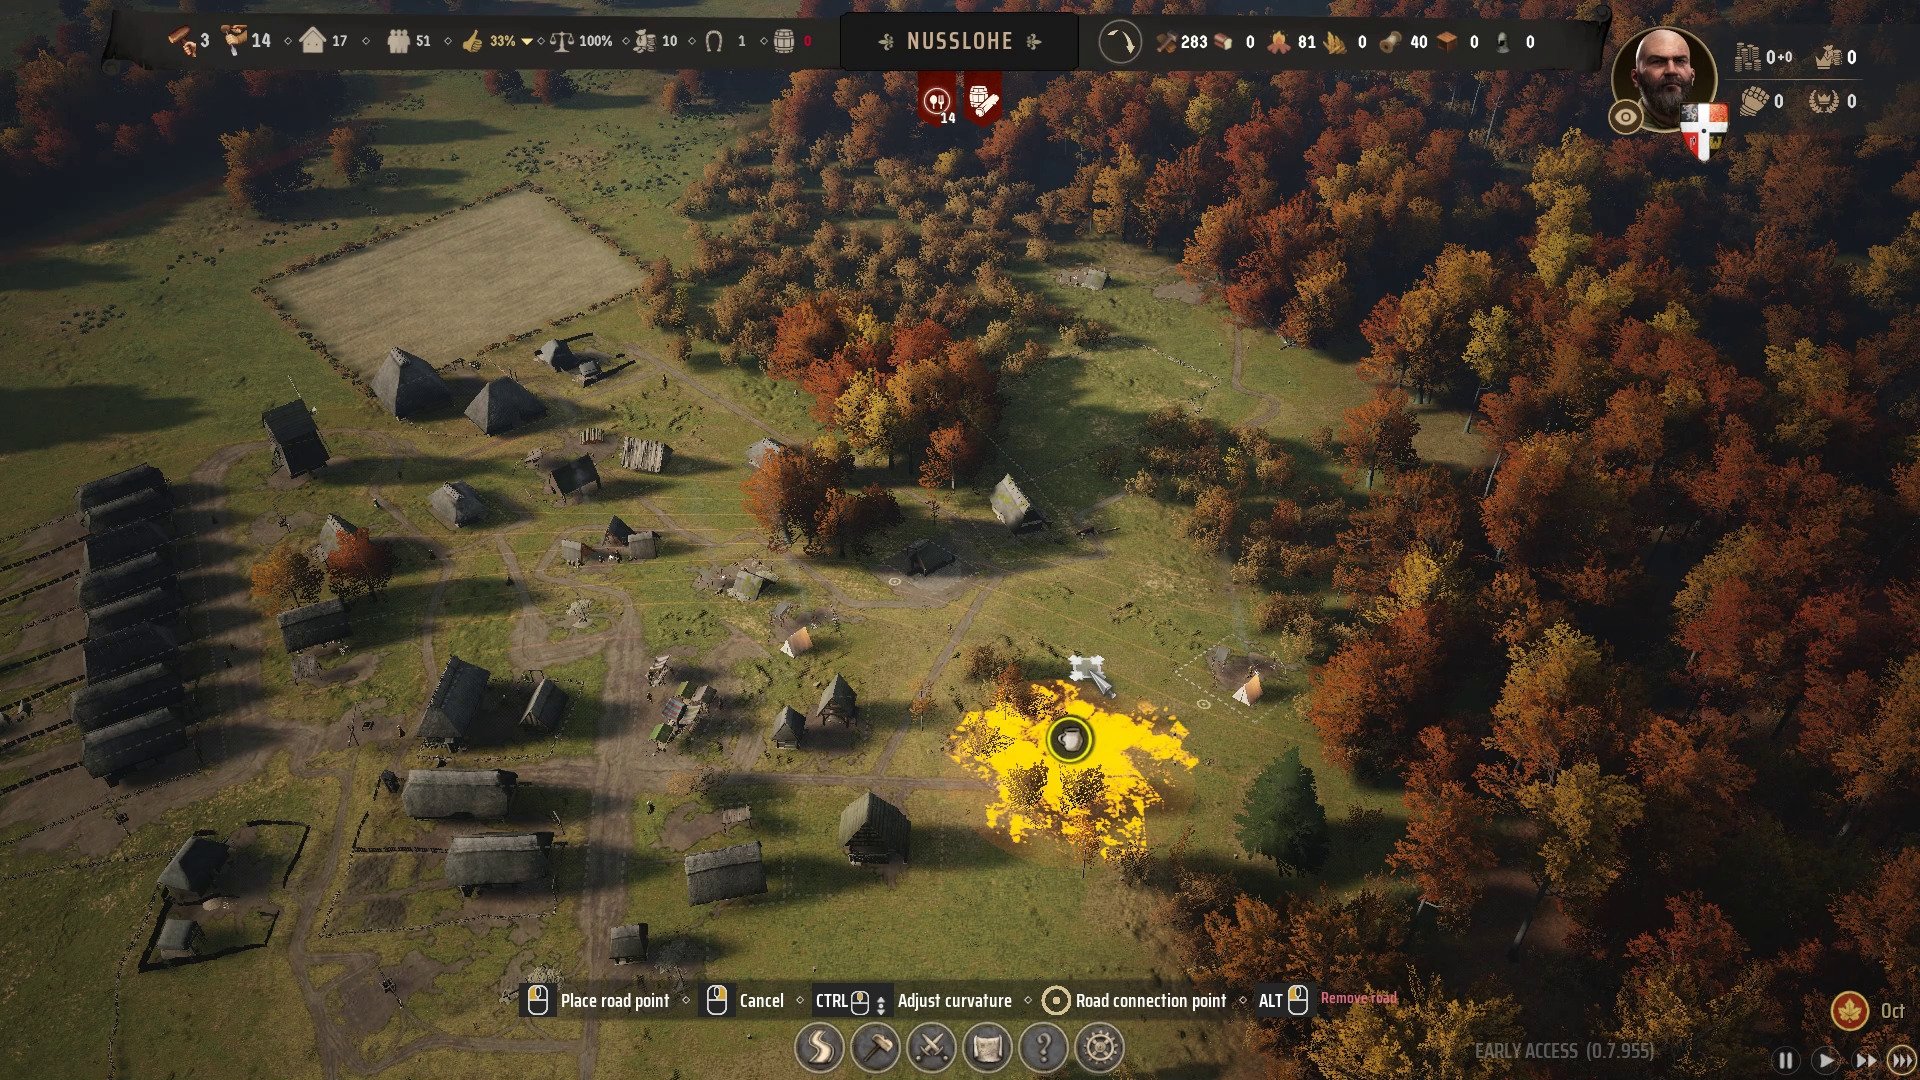 3 14 17 51 33% 100% 10 1 0
NUSSLOHE
283 0 81 0 40 0 0
0+0 0
0 0
14
Place road point
Cancel
CTRL Adjust curvature
Road connection point
ALT Remove road
Oct
EARLY ACCESS (0.7.955)